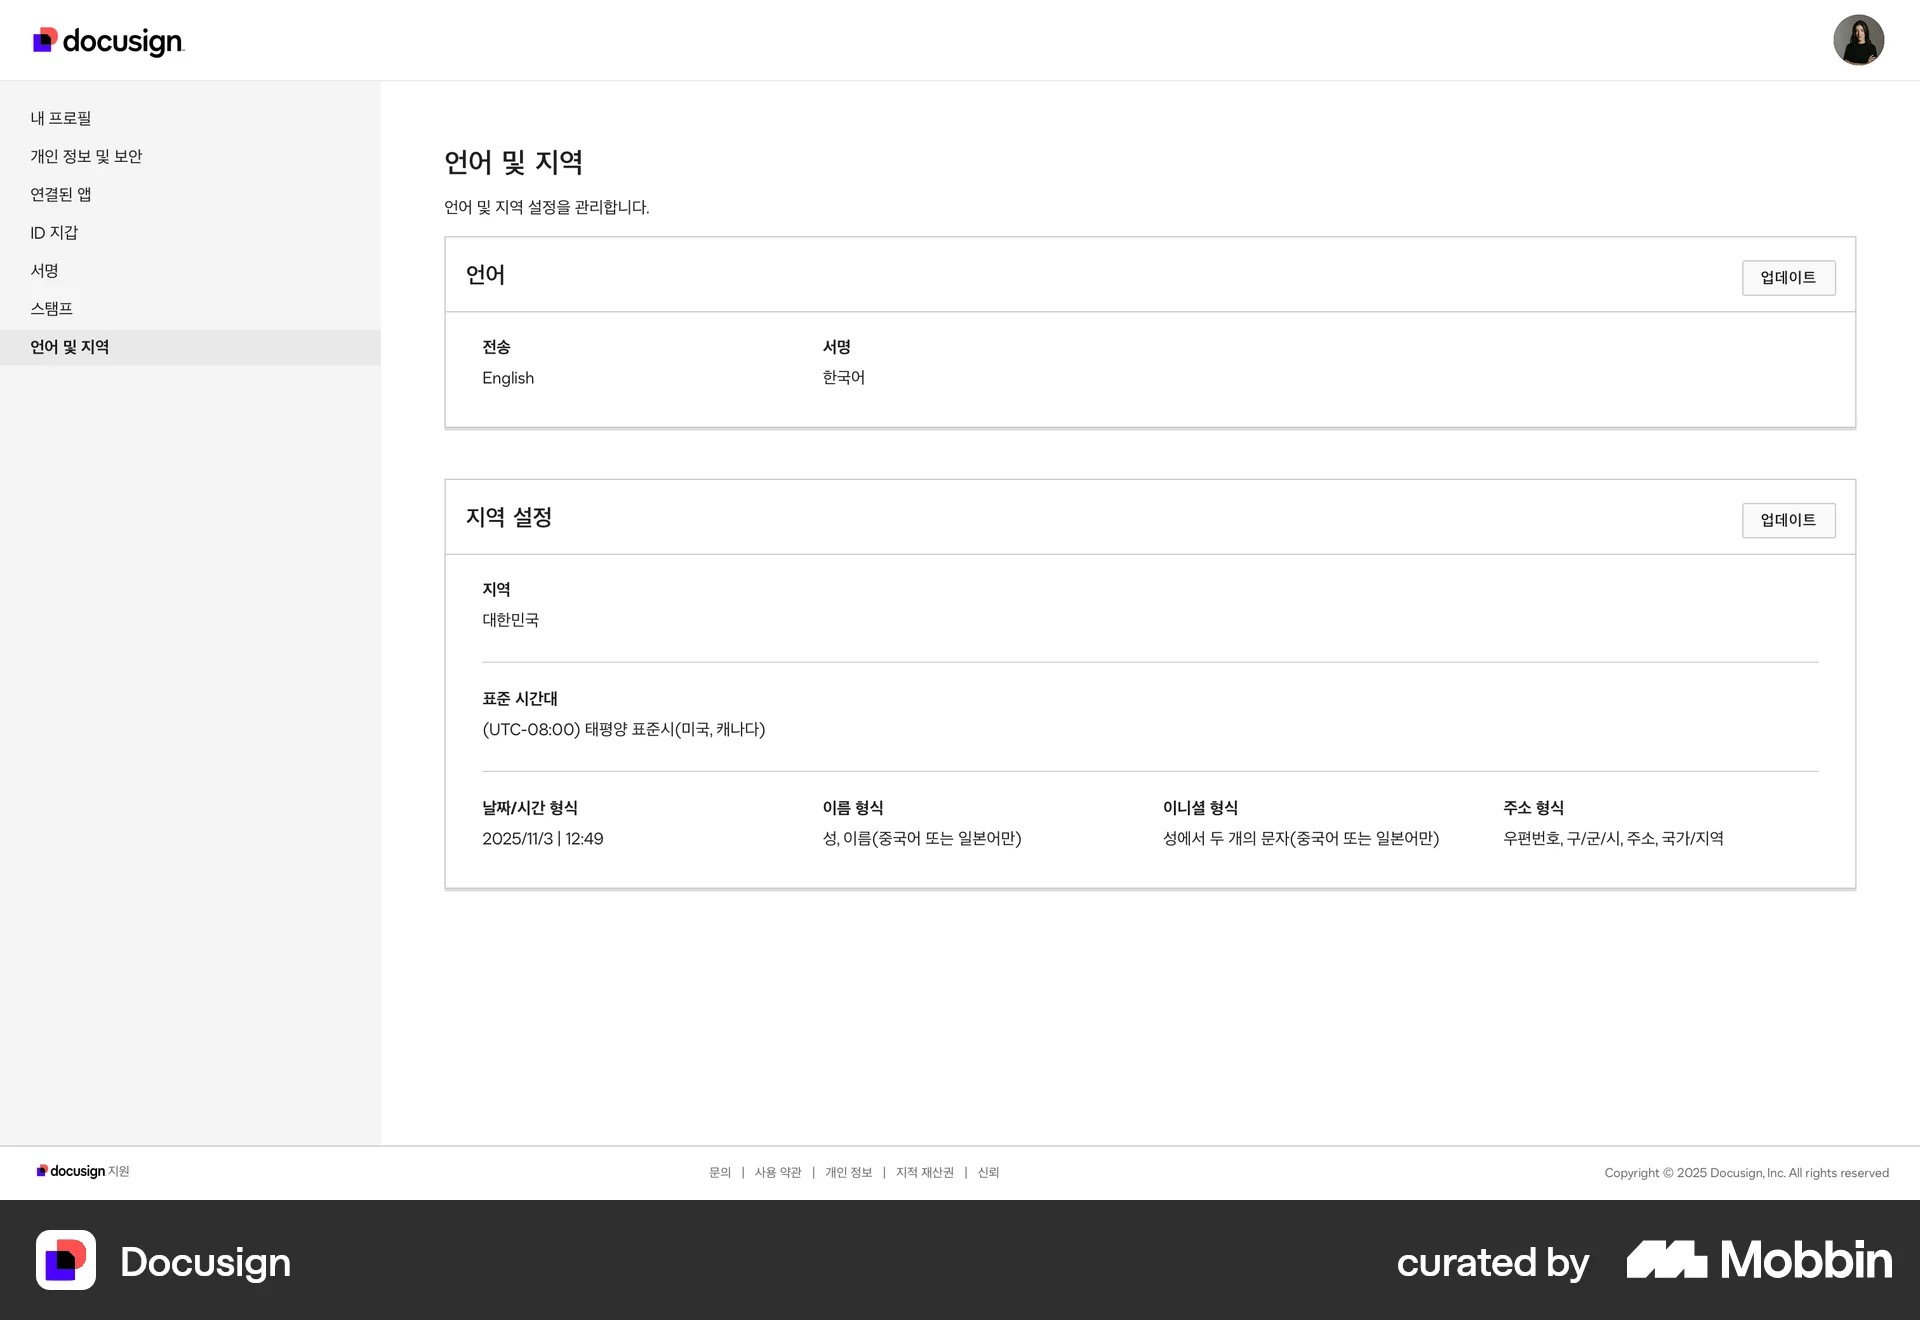 docusign
내 프로필
개인 정보 및 보안
연결된 앱
ID 지갑
서명
스탬프
언어 및 지역
언어 및 지역
언어 및 지역 설정을 관리합니다.
언어
업데이트
전송
서명
English
한국어
지역 설정
업데이트
지역
대한민국
표준 시간대
(UTC-08:00) 태평양 표준시(미국, 캐나다)
날짜/시간 형식
이름 형식
이니셜 형식
주소 형식
2025/11/3 | 12:49
성, 이름(중국어 또는 일본어만)
성에서 두 개의 문자(중국어 또는 일본어만)
우편번호, 구/군/시, 주소, 국가/지역
docusign 지원
문의 | 사용 약관 | 개인 정보 | 지적 재산권 | 신뢰
Copyright © 2025 Docusign, Inc. All rights reserved
Docusign
curated by Mobbin